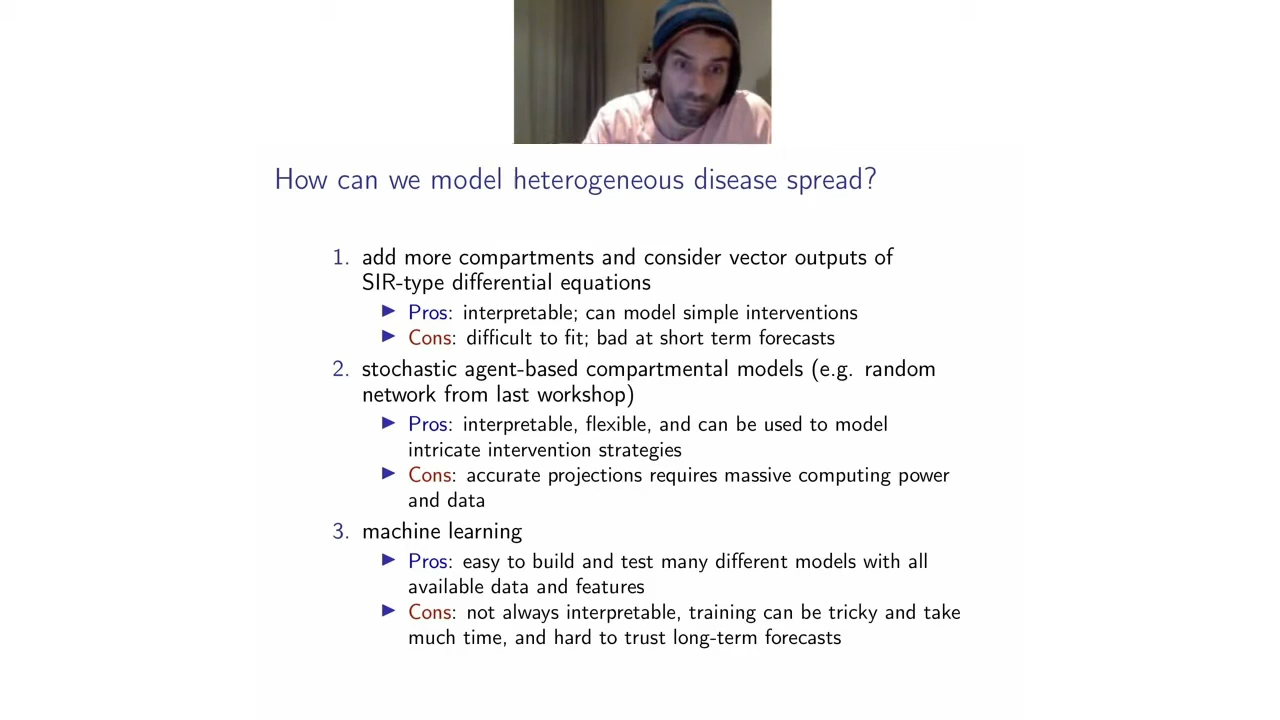 How can we model heterogeneous disease spread?
1. add more compartments and consider vector outputs of
SIR-type differential equations
▶ Pros: interpretable; can model simple interventions
▶ Cons: difficult to fit; bad at short term forecasts
2. stochastic agent-based compartmental models (e.g. random
network from last workshop)
▶ Pros: interpretable, flexible, and can be used to model
intricate intervention strategies
▶ Cons: accurate projections requires massive computing power
and data
3. machine learning
▶ Pros: easy to build and test many different models with all
available data and features
▶ Cons: not always interpretable, training can be tricky and take
much time, and hard to trust long-term forecasts